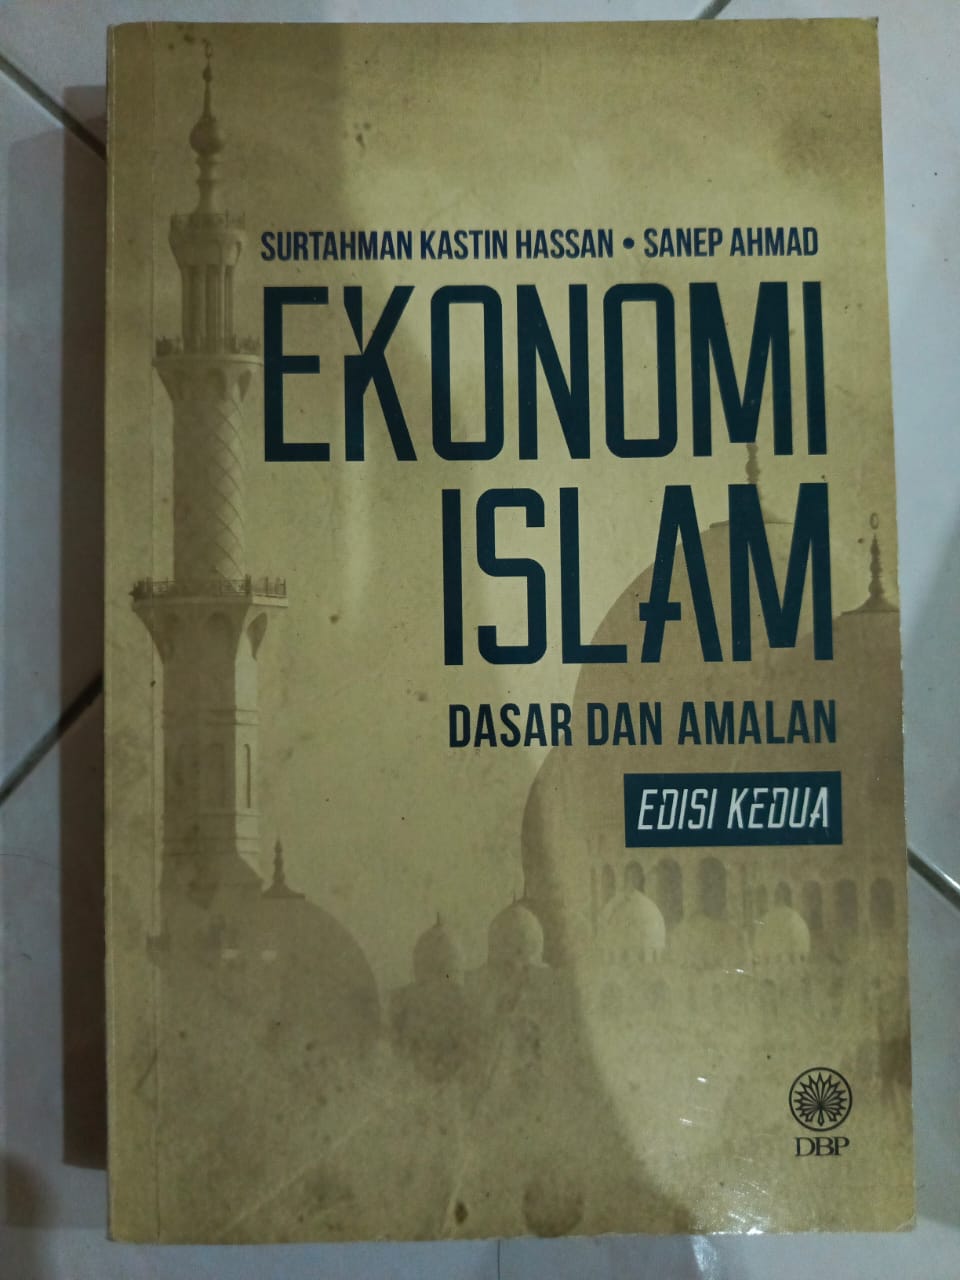 SURTAHMAN KASTIN HASSAN • SANEP AHMAD
EKONOMI
ISLAM
DASAR DAN AMALAN
EDISI KEDUA
DBP